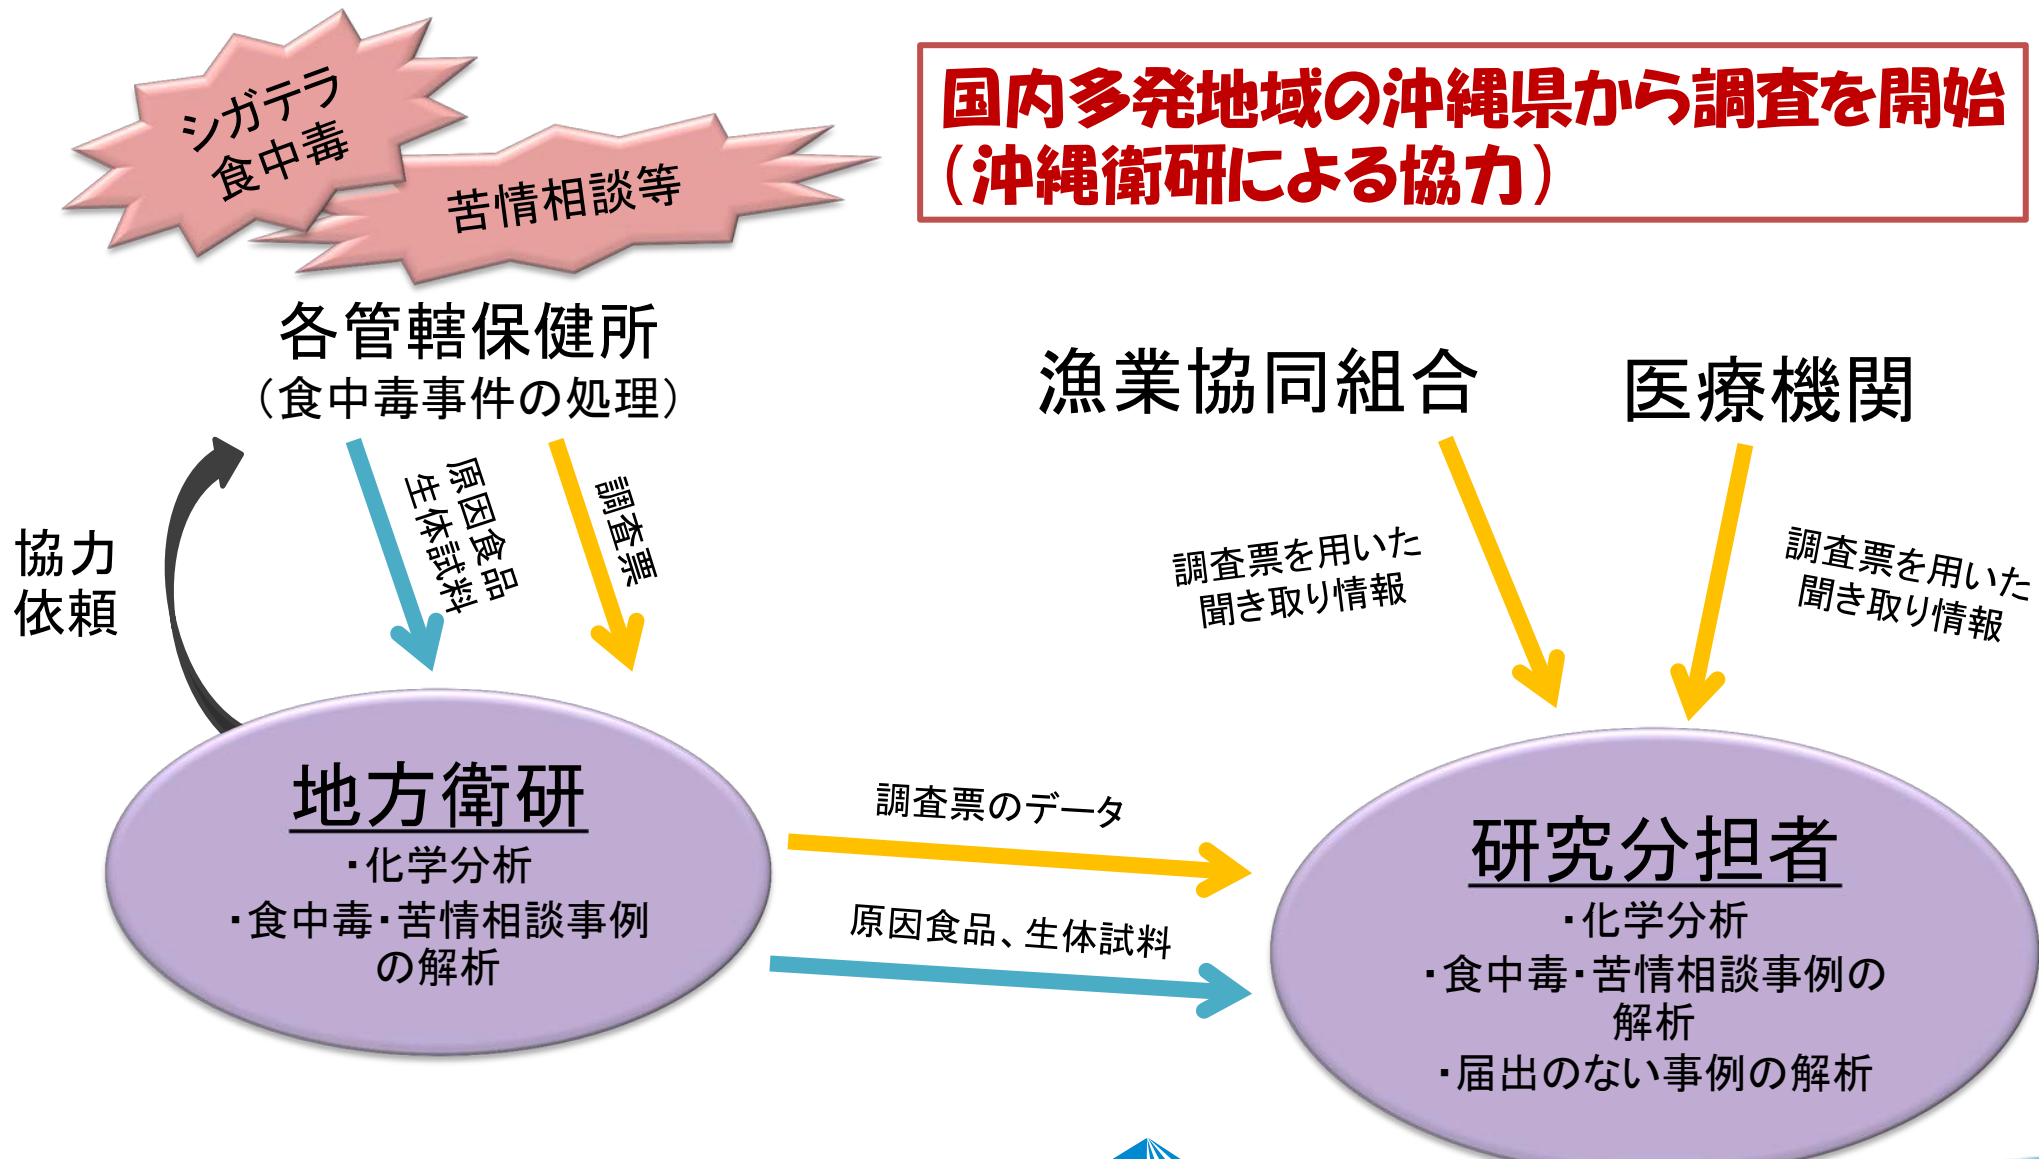 シガテラ
食中毒
苦情相談等
国内多発地域の沖縄県から調査を開始
（沖縄衛研による協力）
各管轄保健所
（食中毒事件の処理）
漁業協同組合
医療機関
協力
依頼
原因食品
生体試料
調査票
調査票を用いた
聞き取り情報
調査票を用いた
聞き取り情報
地方衛研
・化学分析
・食中毒・苦情相談事例
の解析
調査票のデータ
原因食品、生体試料
研究分担者
・化学分析
・食中毒・苦情相談事例の
解析
・届出のない事例の解析